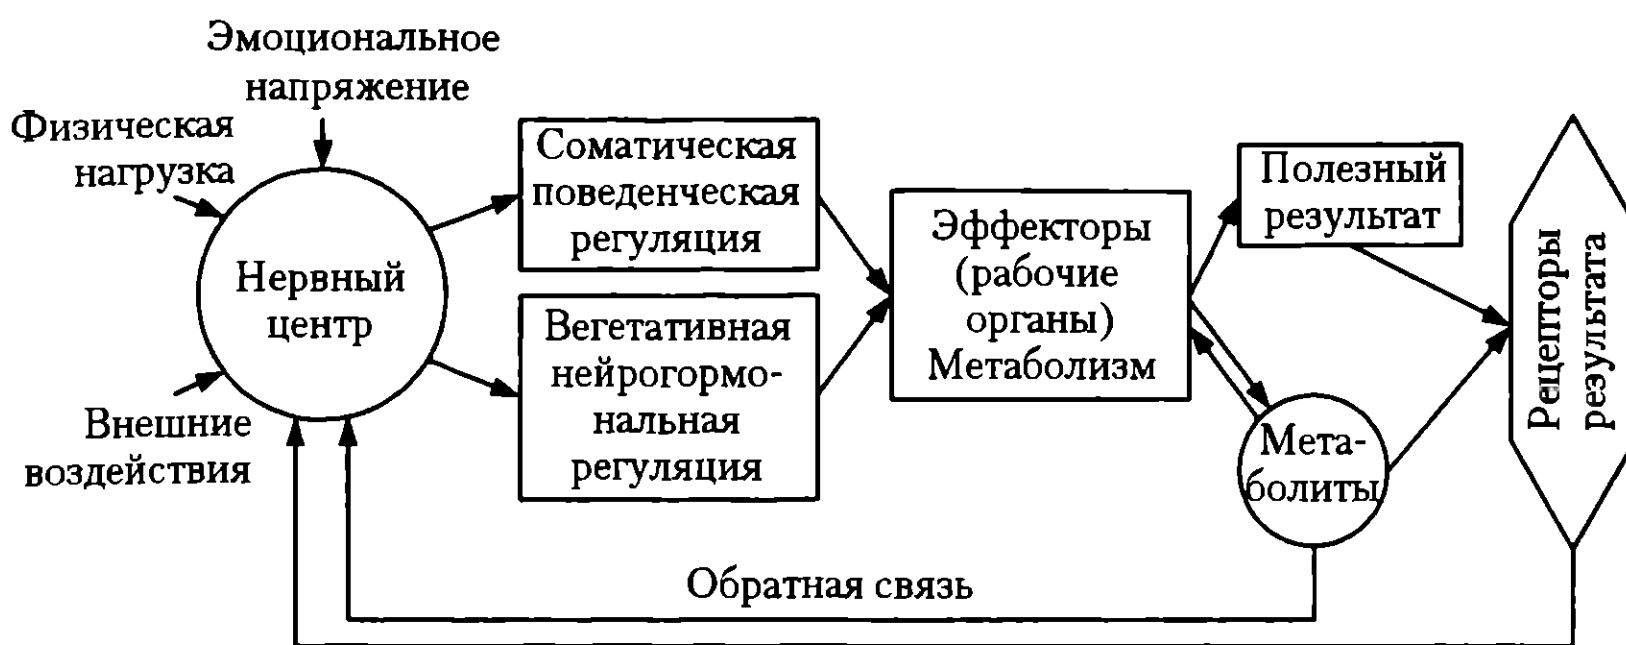 Эмоциональное
напряжение
Физическая
нагрузка
Нервный
центр
Внешние
воздействия
Соматическая
поведенческая
регуляция
Вегетативная
нейрогормо-
нальная
регуляция
Эффекторы
(рабочие
органы)
Метаболизм
Полезный
результат
Мета-
болиты
Рецепторы
результата
Обратная связь